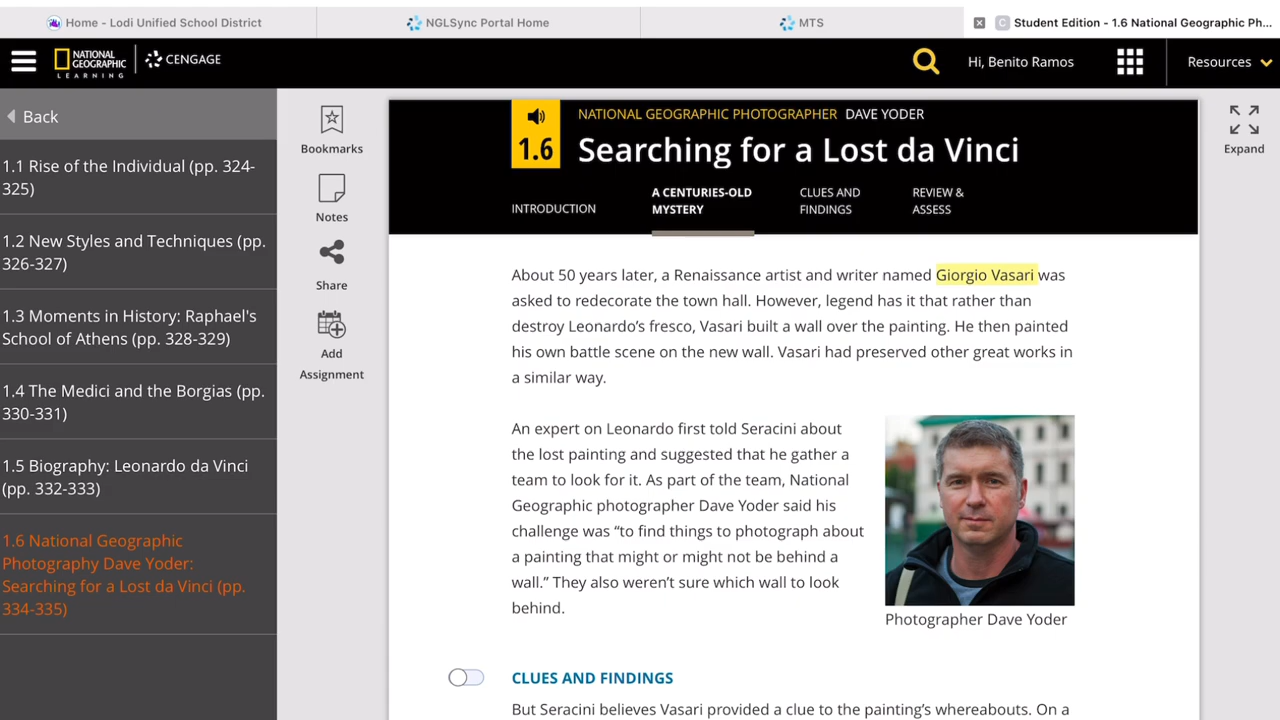 Home - Lodi Unified School District
NGLSync Portal Home
MTS
C Student Edition - 1.6 National Geographic Ph...
NATIONAL
GEOGRAPHIC
LEARNING
CENGAGE
Hi, Benito Ramos
Resources
Back
1.1 Rise of the Individual (pp. 324-
325)
1.2 New Styles and Techniques (pp.
326-327)
1.3 Moments in History: Raphael's
School of Athens (pp. 328-329)
1.4 The Medici and the Borgias (pp.
330-331)
1.5 Biography: Leonardo da Vinci
(pp. 332-333)
1.6 National Geographic
Photography Dave Yoder:
Searching for a Lost da Vinci (pp.
334-335)
Bookmarks
Notes
Share
Add
Assignment
Expand
NATIONAL GEOGRAPHIC PHOTOGRAPHER DAVE YODER
1.6 Searching for a Lost da Vinci
INTRODUCTION
A CENTURIES-OLD
MYSTERY
CLUES AND
FINDINGS
REVIEW &
ASSESS
About 50 years later, a Renaissance artist and writer named Giorgio Vasari was
asked to redecorate the town hall. However, legend has it that rather than
destroy Leonardo’s fresco, Vasari built a wall over the painting. He then painted
his own battle scene on the new wall. Vasari had preserved other great works in
a similar way.
An expert on Leonardo first told Seracini about
the lost painting and suggested that he gather a
team to look for it. As part of the team, National
Geographic photographer Dave Yoder said his
challenge was “to find things to photograph about
a painting that might or might not be behind a
wall.” They also weren’t sure which wall to look
behind.
Photographer Dave Yoder
CLUES AND FINDINGS
But Seracini believes Vasari provided a clue to the painting’s whereabouts. On a